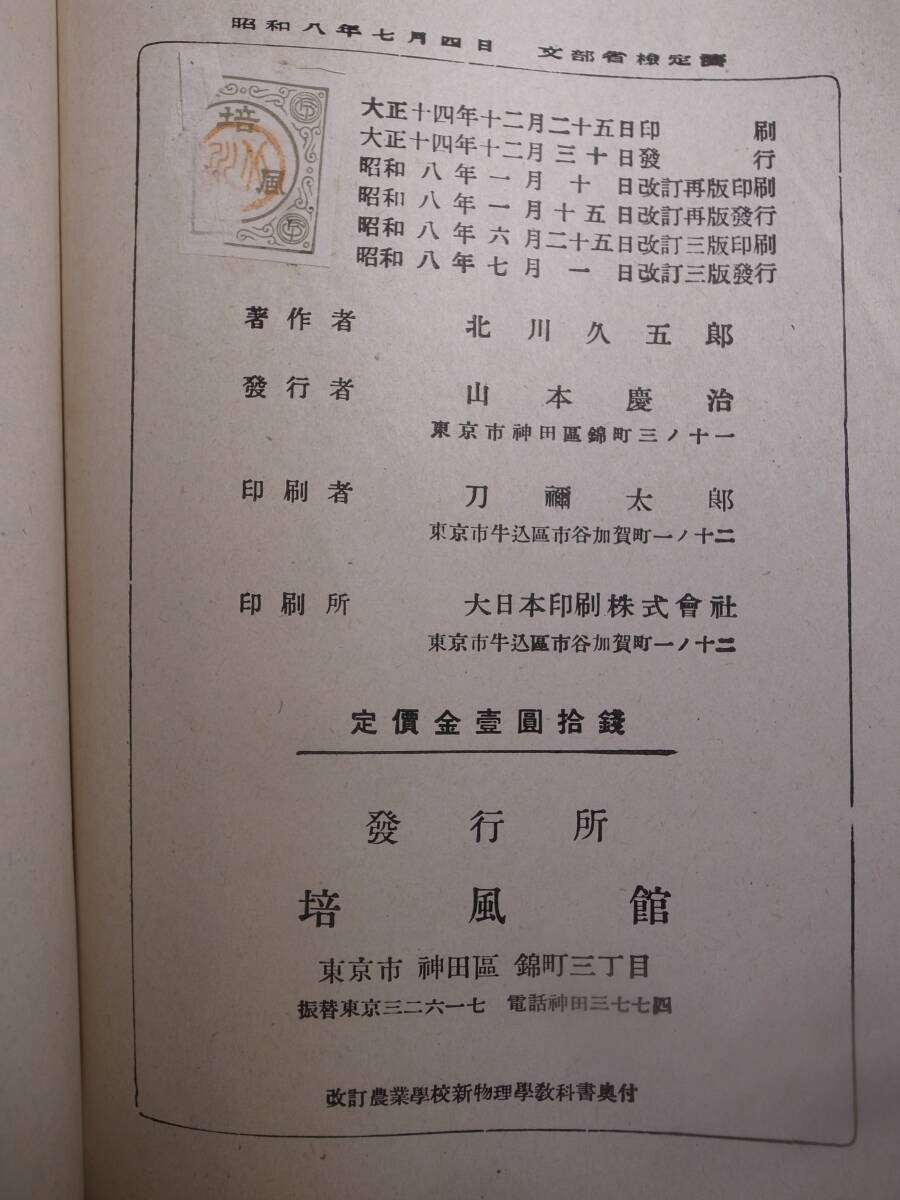 昭和八年七月四日 文部省檢定濟
培
風
大正十四年十二月二十五日印刷
大正十四年十二月三十日發行
昭和八年一月十日改訂再版印刷
昭和八年一月十五日改訂再版發行
昭和八年六月二十五日改訂三版印刷
昭和八年七月一日改訂三版發行
著作者 北川久五郎
發行者 山本慶治
東京市神田區錦町三ノ十一
印刷者 刀禰太郎
東京市牛込區市谷加賀町一ノ十二
印刷所 大日本印刷株式會社
東京市牛込區市谷加賀町一ノ十二
定價金壹圓拾錢
發行所
培風館
東京市 神田區 錦町三丁目
振替東京三二六一七 電話神田三七七四
改訂農業學校新物理學敎科書奧付